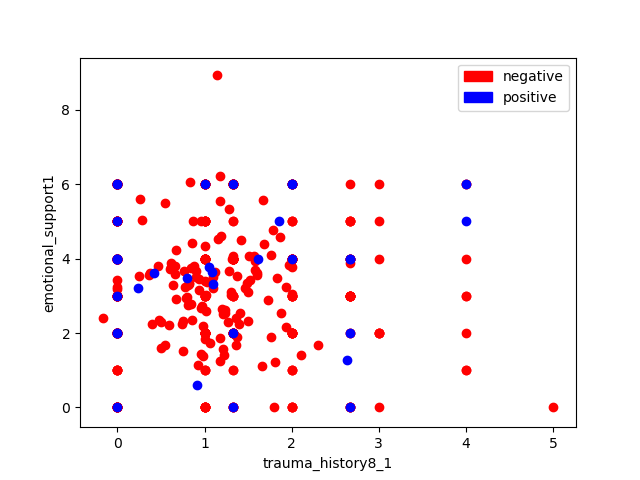 negative
positive
8
6
4
2
0
emotional_support1
0 1 2 3 4 5
trauma_history8_1